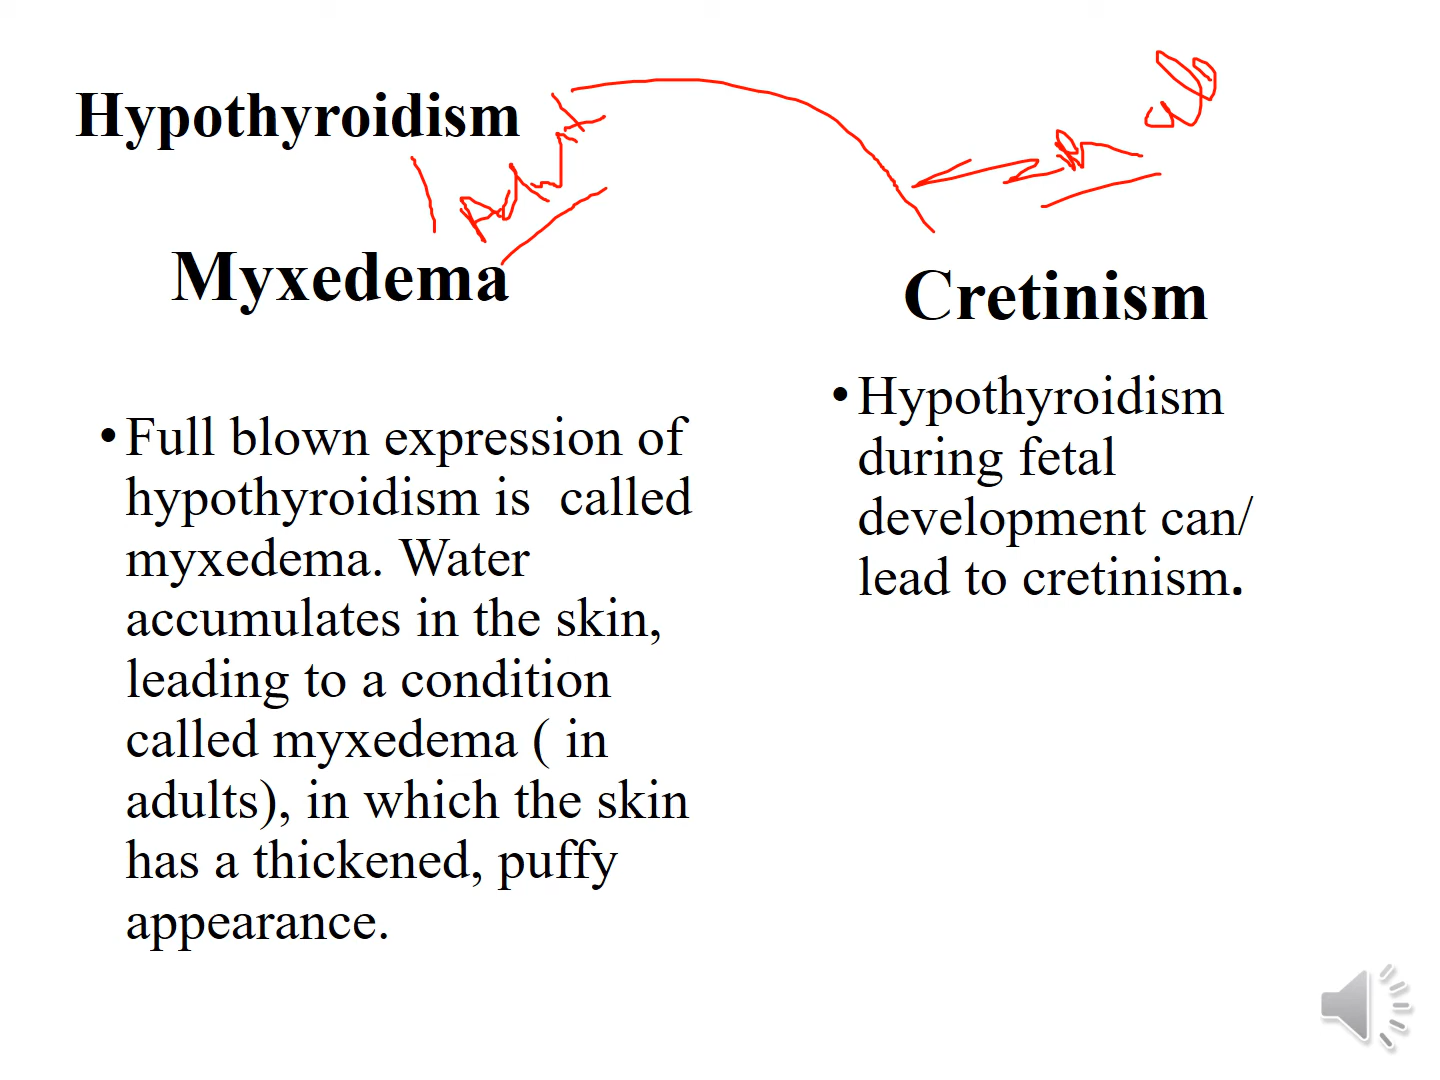 Hypothyroidism
Myxedema
• Full blown expression of
hypothyroidism is called
myxedema. Water
accumulates in the skin,
leading to a condition
called myxedema ( in
adults), in which the skin
has a thickened, puffy
appearance.
Cretinism
• Hypothyroidism
during fetal
development can/
lead to cretinism.